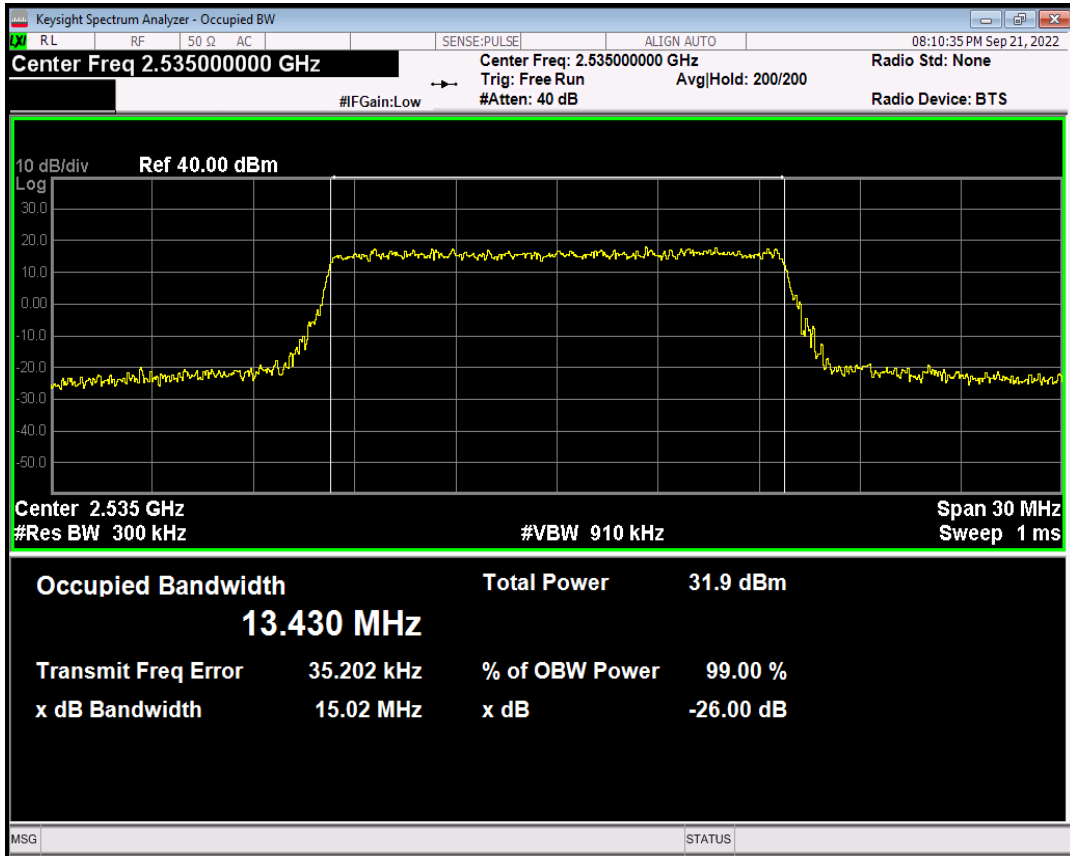 Keysight Spectrum Analyzer - Occupied BW
LXI RL RF 50 Ω AC SENSE:PULSE ALIGN AUTO 08:10:35 PM Sep 21, 2022
Center Freq 2.535000000 GHz Center Freq: 2.535000000 GHz Radio Std: None
Trig: Free Run Avg|Hold: 200/200
#IFGain:Low #Atten: 40 dB Radio Device: BTS
10 dB/div Ref 40.00 dBm
Log
30.0
20.0
10.0
0.00
-10.0
-20.0
-30.0
-40.0
-50.0
Center 2.535 GHz Span 30 MHz
#Res BW 300 kHz #VBW 910 kHz Sweep 1 ms
Occupied Bandwidth Total Power 31.9 dBm
13.430 MHz
Transmit Freq Error 35.202 kHz % of OBW Power 99.00 %
x dB Bandwidth 15.02 MHz x dB -26.00 dB
MSG STATUS